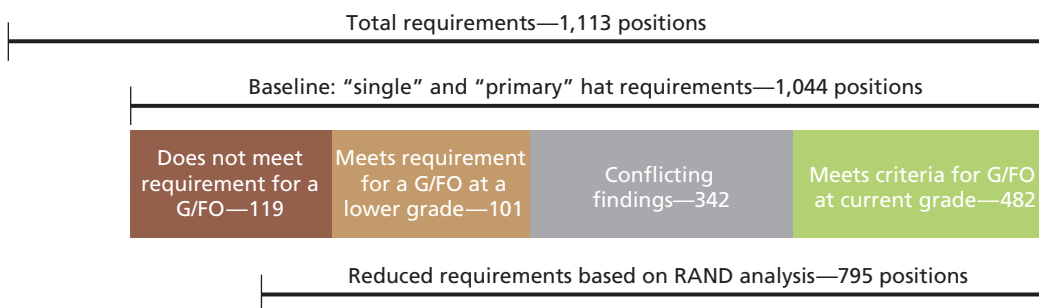 Total requirements—1,113 positions
Baseline: “single” and “primary” hat requirements—1,044 positions
Does not meet
requirement for a
G/FO—119
Meets requirement
for a G/FO at a
lower grade—101
Conflicting
findings—342
Meets criteria for G/FO
at current grade—482
Reduced requirements based on RAND analysis—795 positions